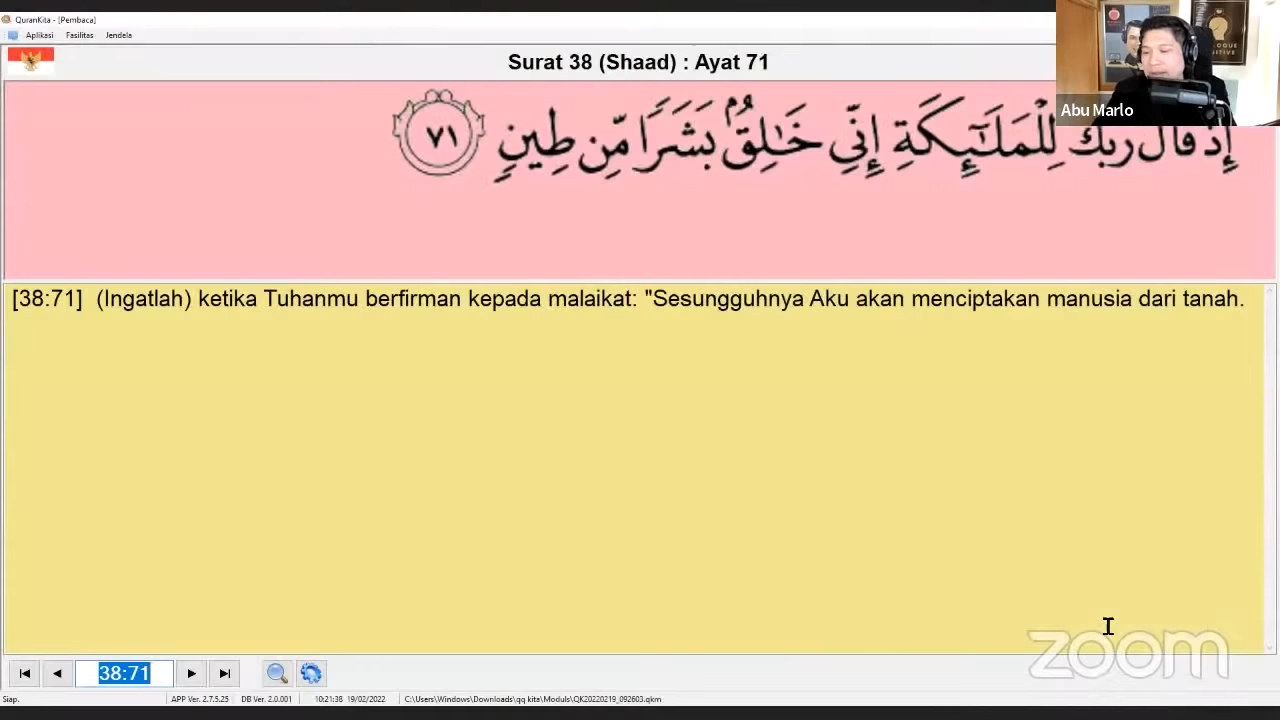 QuranKita - [Pembaca]
Aplikasi Fasilitas Jendela
Surat 38 (Shaad) : Ayat 71
Abu Marlo
إِذْ قَالَ رَبُّكَ لِلْمَلَـٰٓئِكَةِ إِنِّى خَـٰلِقٌۢ بَشَرًا مِّن طِينٍ ٧١
[38:71] (Ingatlah) ketika Tuhanmu berfirman kepada malaikat: "Sesungguhnya Aku akan menciptakan manusia dari tanah.
zoom
38:71
Siap. APP Ver. 2.7.5.25 DB Ver. 2.0.001 10:21:38 19/02/2022 C:\Users\Windows\Downloads\qq kita\Moduls\QK20220219_092603.qkm